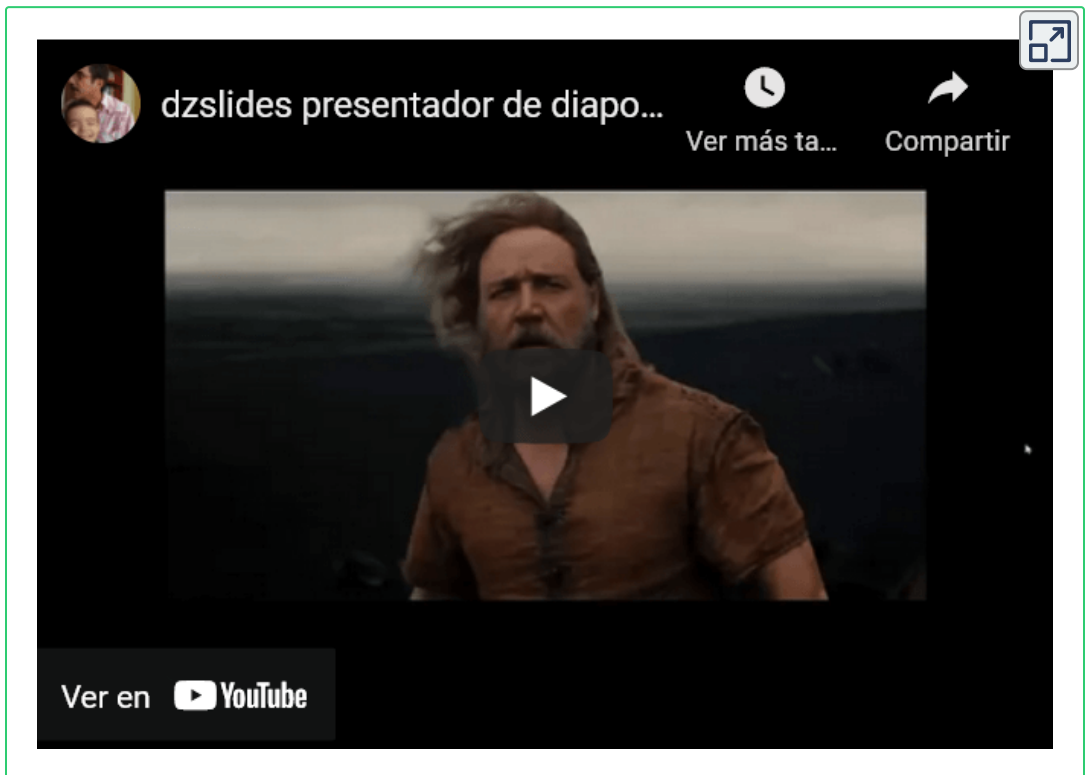 dzslides presentador de diapo...
Ver más ta...
Compartir
Ver en YouTube